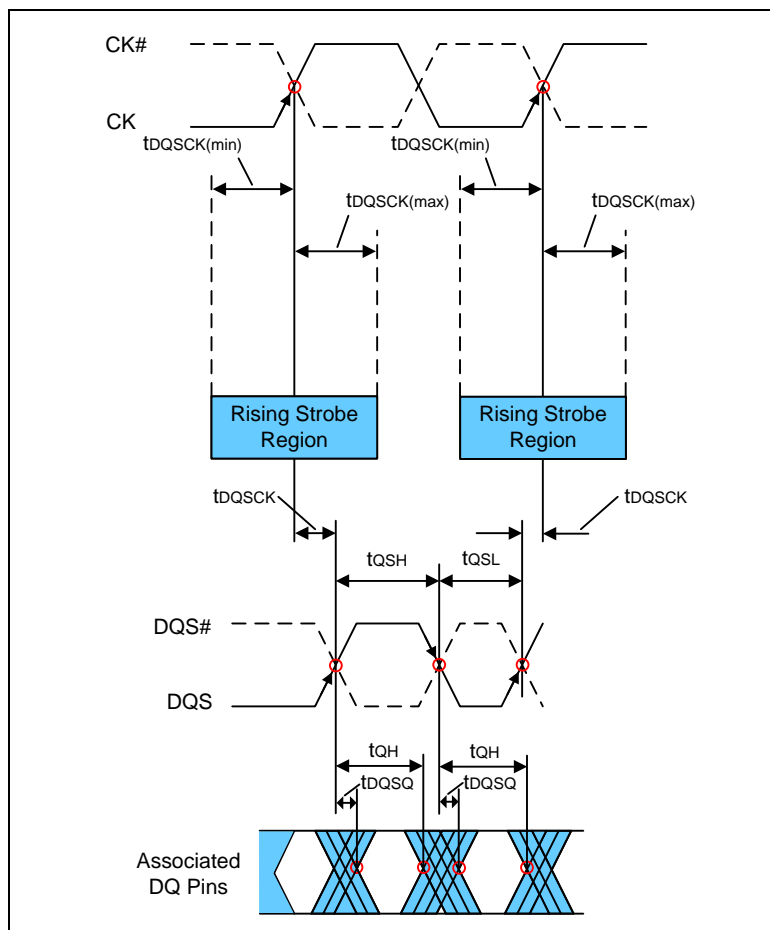 CK#
CK
tDQSCK(min)
tDQSCK(min)
tDQSCK(max)
tDQSCK(max)
Rising Strobe
Region
Rising Strobe
Region
tDQSCK
tDQSCK
tQSH
tQSL
DQS#
DQS
tQH
tQH
tDQSQ
tDQSQ
Associated
DQ Pins